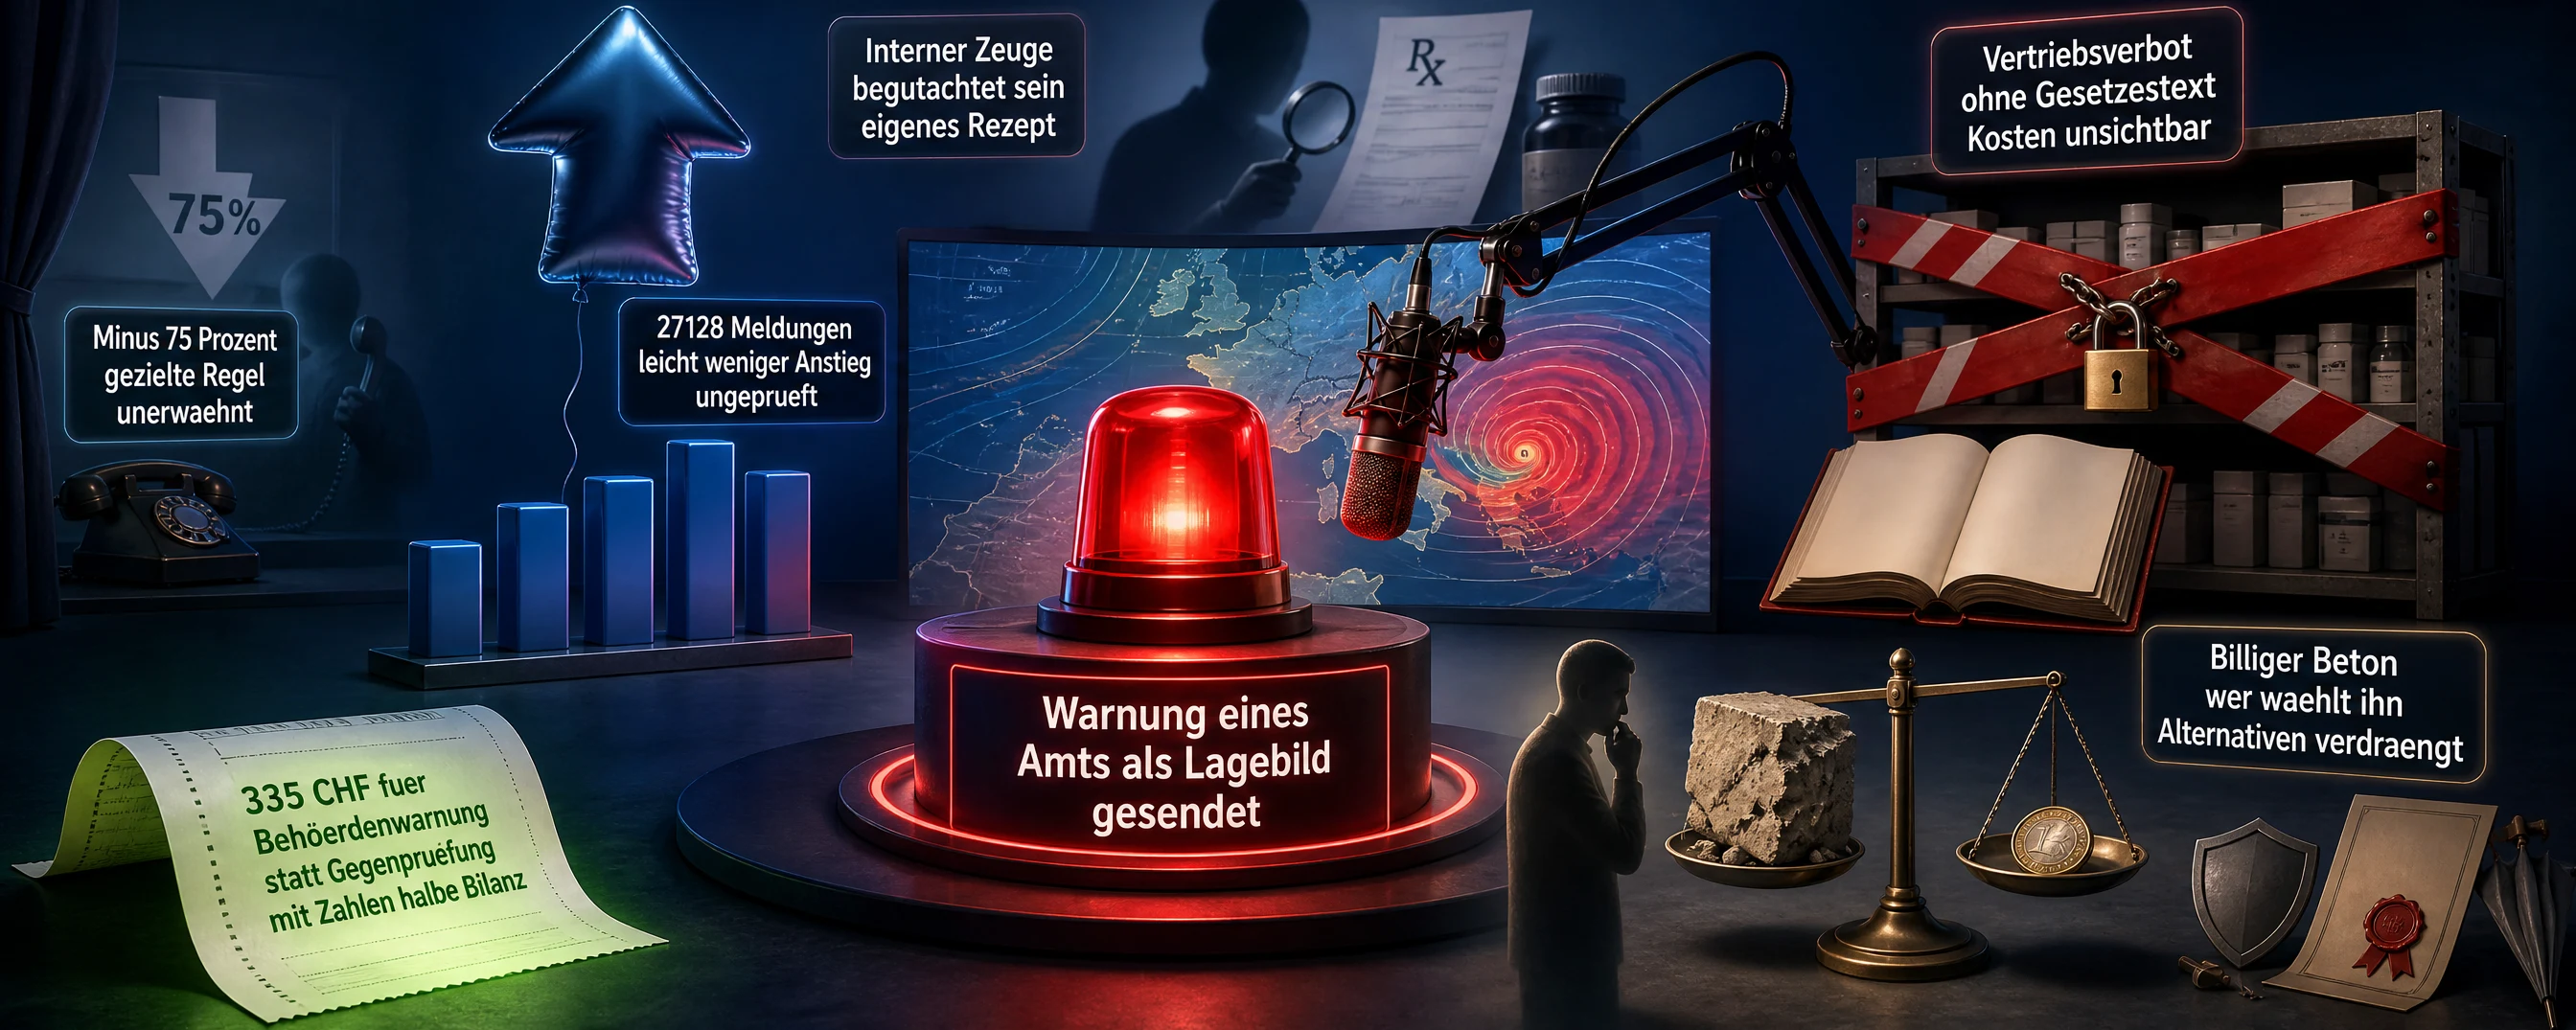 Interner Zeuge
begutachtet sein
eigenes Rezept
Rx
Vertriebsverbot
ohne Gesetzestext
Kosten unsichtbar
75%
Minus 75 Prozent
gezielte Regel
unerwaehnt
27128 Meldungen
leicht weniger Anstieg
ungeprueft
Warnung eines
Amts als Lagebild
gesendet
Billiger Beton
wer waehlt ihn
Alternativen verdraengt
335 CHF fuer
Behöerdenwarnung
statt Gegenpruéfung
mit Zahlen halbe Bilanz
1